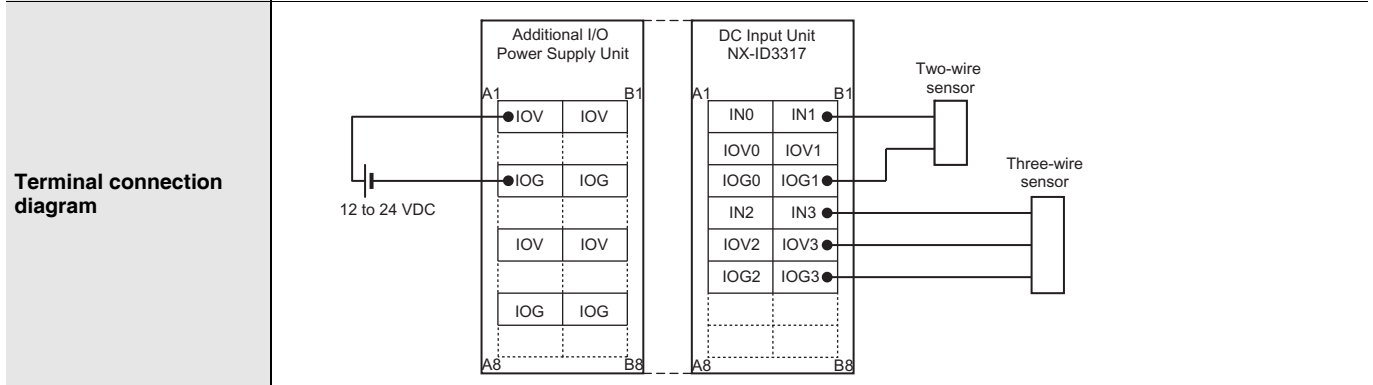 Terminal connection
diagram
12 to 24 VDC
Additional I/O
Power Supply Unit
A1 B1
IOV IOV
IOG IOG
IOV IOV
IOG IOG
A8 B8
DC Input Unit
NX-ID3317
A1 B1
IN0 IN1
IOV0 IOV1
IOG0 IOG1
IN2 IN3
IOV2 IOV3
IOG2 IOG3
A8 B8
Two-wire
sensor
Three-wire
sensor